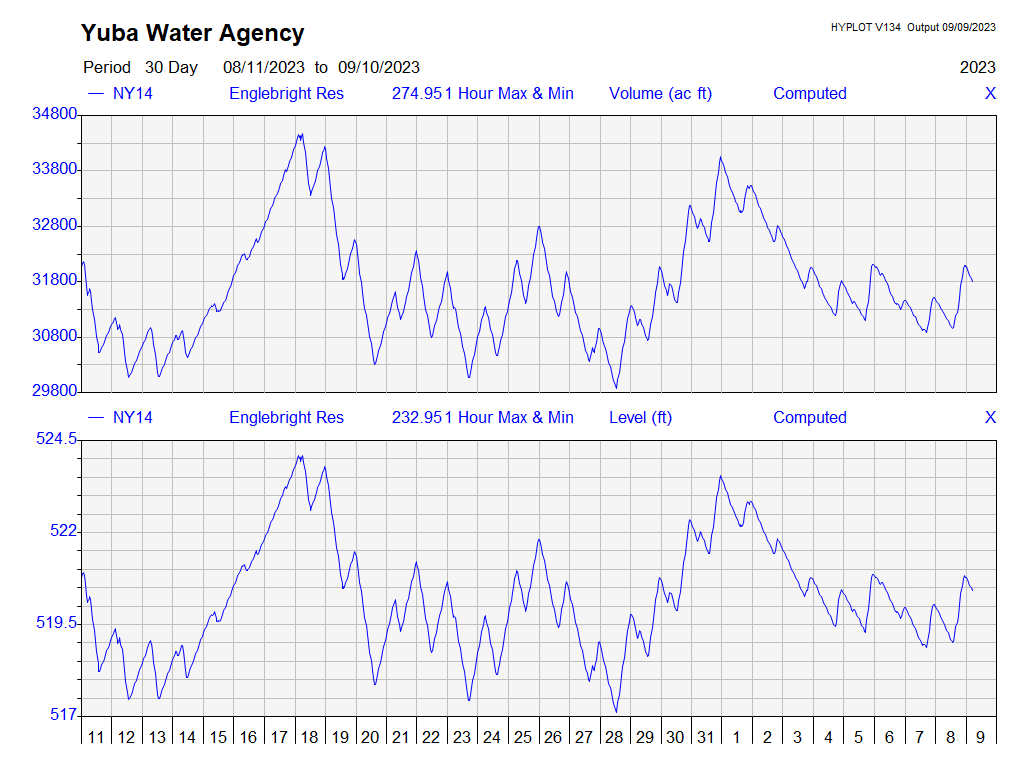 Yuba Water Agency
HYPLOT V134 Output 09/09/2023
Period 30 Day 08/11/2023 to 09/10/2023 2023
NY14 Englebright Res 274.951 Hour Max & Min Volume (ac ft) Computed X
34800
33800
32800
31800
30800
29800
NY14 Englebright Res 232.951 Hour Max & Min Level (ft) Computed X
524.5
522
519.5
517
11 12 13 14 15 16 17 18 19 20 21 22 23 24 25 26 27 28 29 30 31 1 2 3 4 5 6 7 8 9